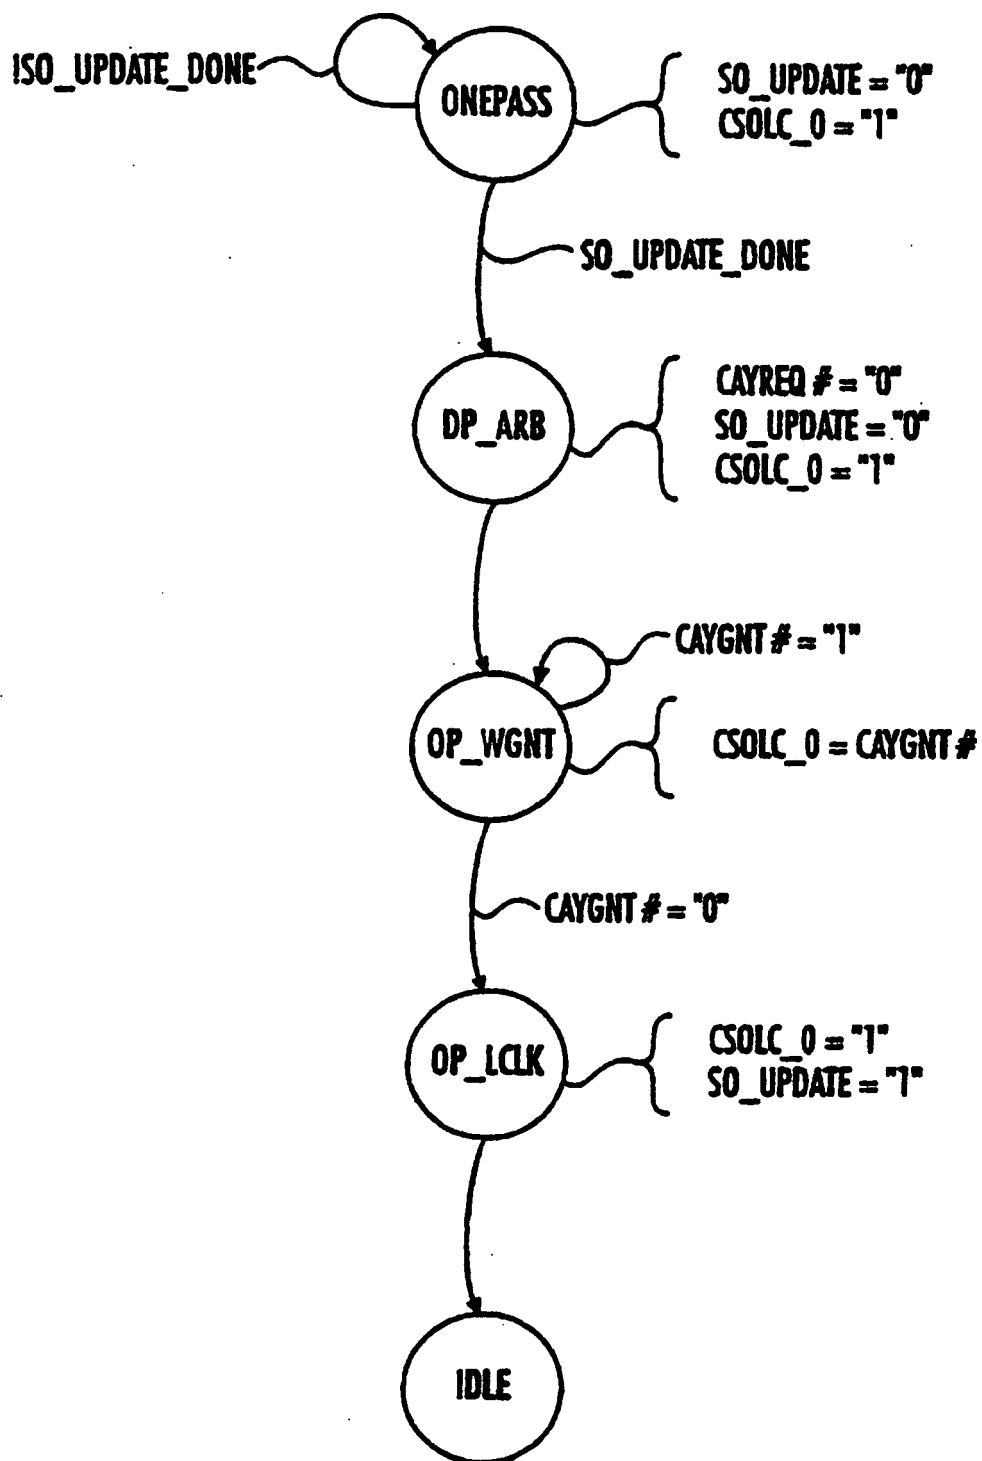 !SO_UPDATE_DONE
ONEPASS
SO_UPDATE = "0"
CSOLC_0 = "1"
SO_UPDATE_DONE
DP_ARB
CAYREQ # = "0"
SO_UPDATE = "0"
CSOLC_0 = "1"
CAYGNT # = "1"
OP_WGNT
CSOLC_0 = CAYGNT #
CAYGNT # = "0"
OP_LCLK
CSOLC_0 = "1"
SO_UPDATE = "1"
IDLE